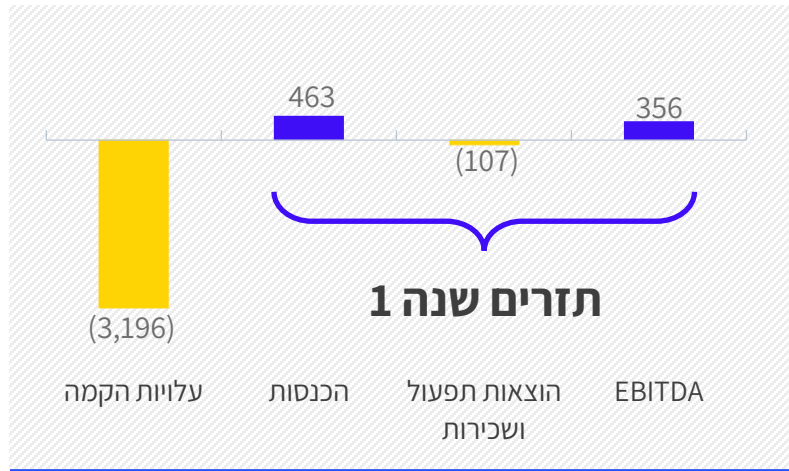 463
356
(107)
תזרים שנה 1
(3,196)
עלויות הקמה
הכנסות
הוצאות תפעול
ושכירות
EBITDA